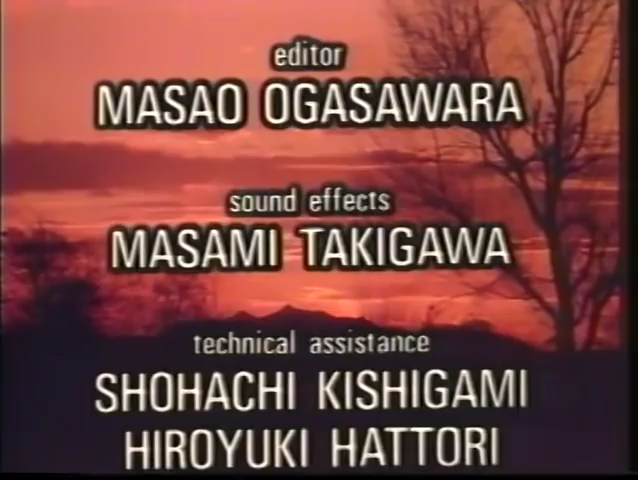 editor
MASAO OGASAWARA
sound effects
MASAMI TAKIGAWA
technical assistance
SHOHACHI KISHIGAMI
HIROYUKI HATTORI